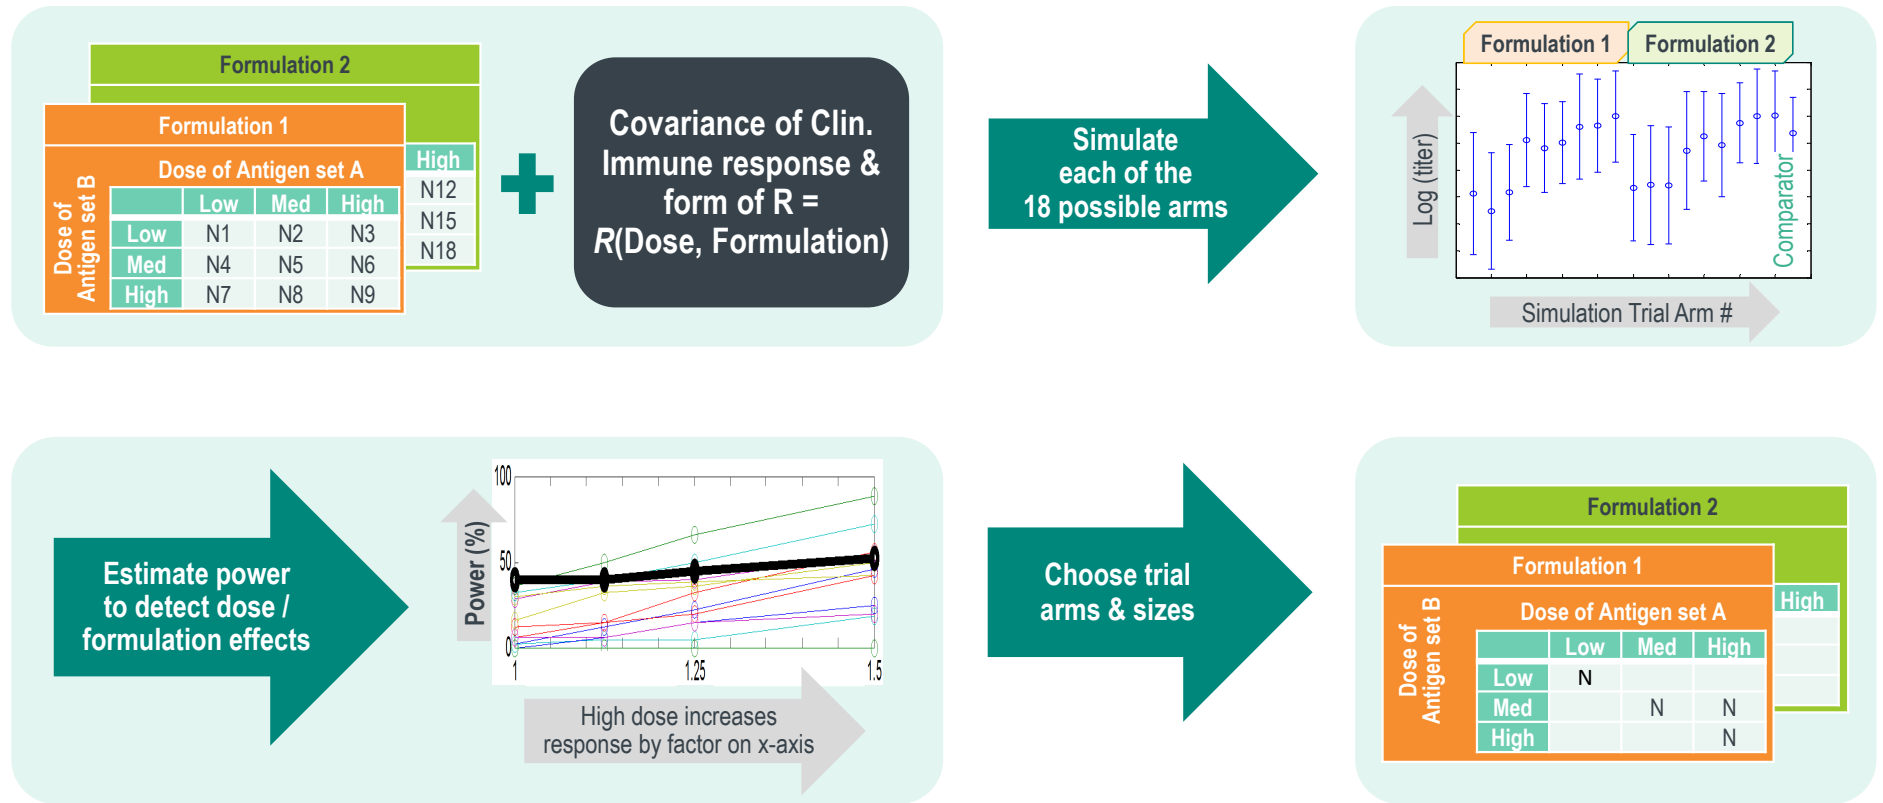 Formulation 2
High
N12
N15
N18
Formulation 1
Dose of Antigen set A
Dose of
Antigen set B
Low Med High
Low N1 N2 N3
Med N4 N5 N6
High N7 N8 N9
Covariance of Clin.
Immune response &
form of R =
R(Dose, Formulation)
Simulate
each of the
18 possible arms
Formulation 1 Formulation 2
Log (titer)
Comparator
Simulation Trial Arm #
Estimate power
to detect dose /
formulation effects
Power (%)
100
50
0
1 1.25 1.5
High dose increases
response by factor on x-axis
Choose trial
arms & sizes
Formulation 2
High
Formulation 1
Dose of Antigen set A
Dose of
Antigen set B
Low Med High
Low N
Med N N
High N